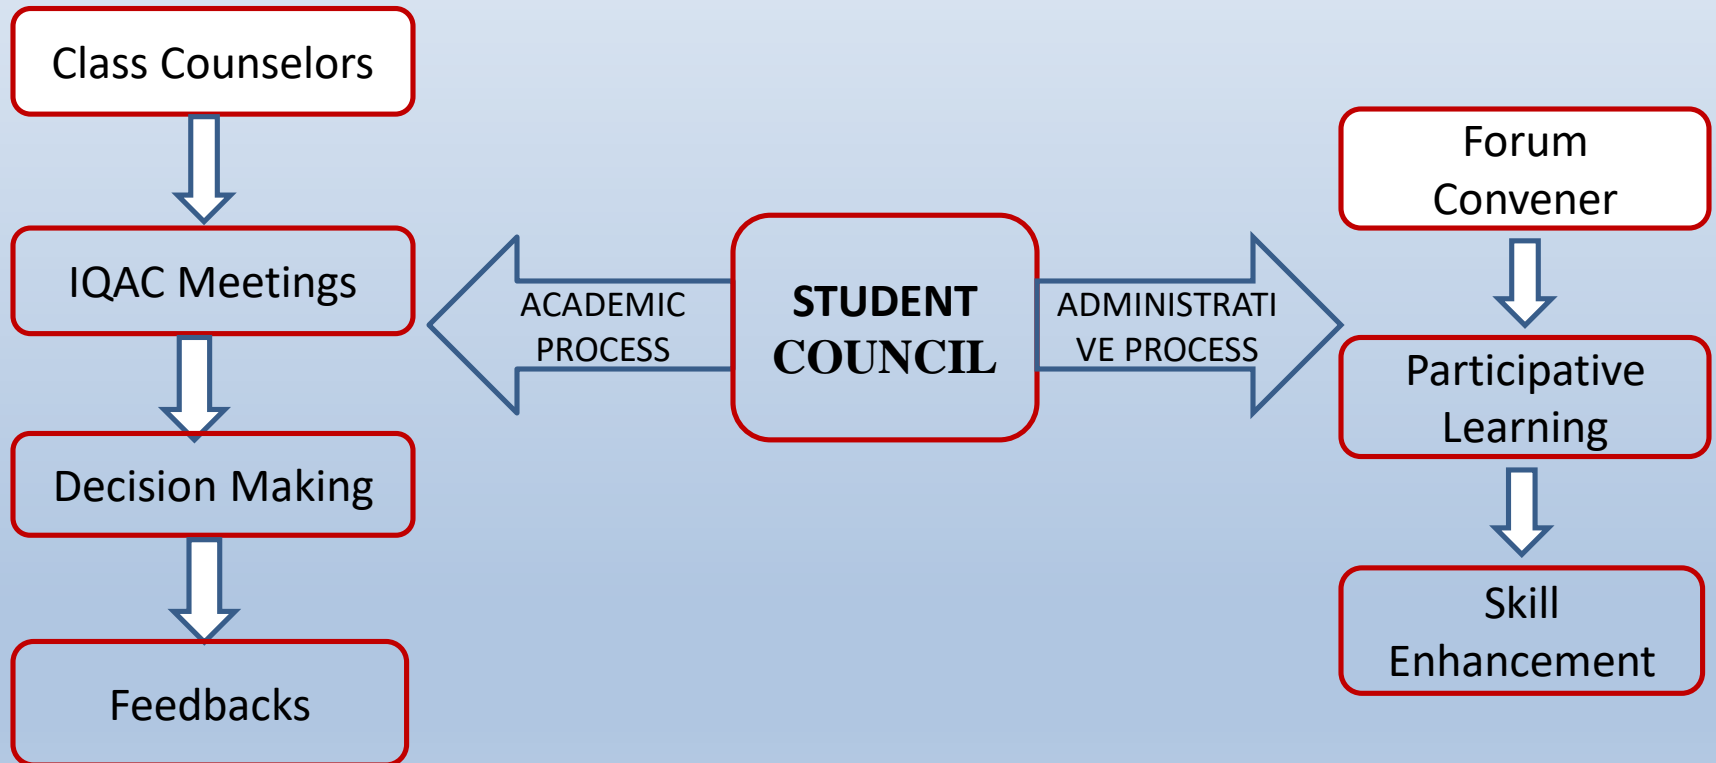 Class Counselors
IQAC Meetings
Decision Making
Feedbacks
ACADEMIC
PROCESS
STUDENT
COUNCIL
ADMINISTRATI
VE PROCESS
Forum
Convener
Participative
Learning
Skill
Enhancement